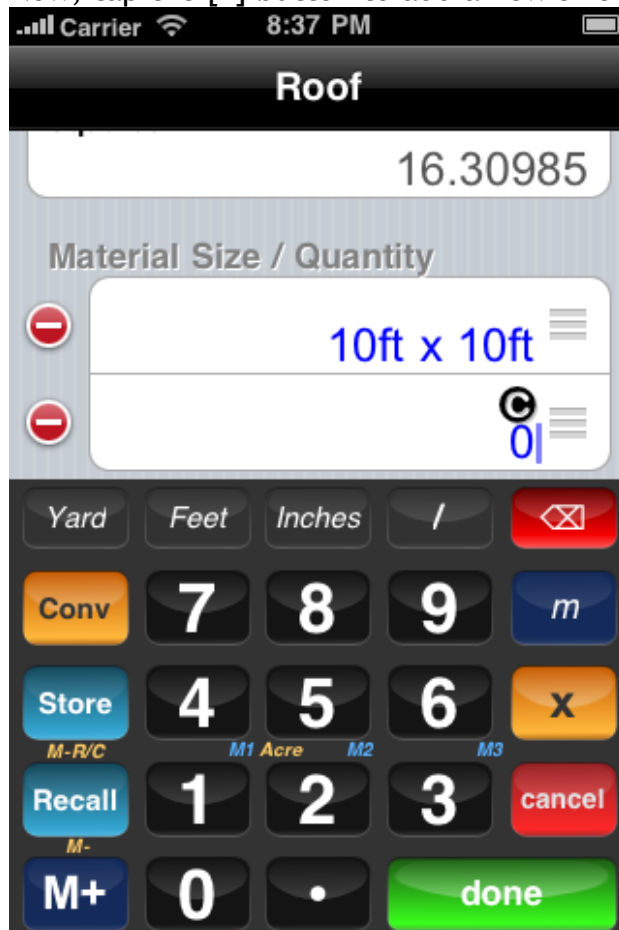 Carrier 8:37 PM
Roof
16.30985
Material Size / Quantity
10ft x 10ft
C
0
Yard Feet Inches /
Conv 7 8 9 m
Store 4 5 6 x
M-R/C M1 Acre M2 M3
Recall 1 2 3 cancel
M-
M+ 0 . done